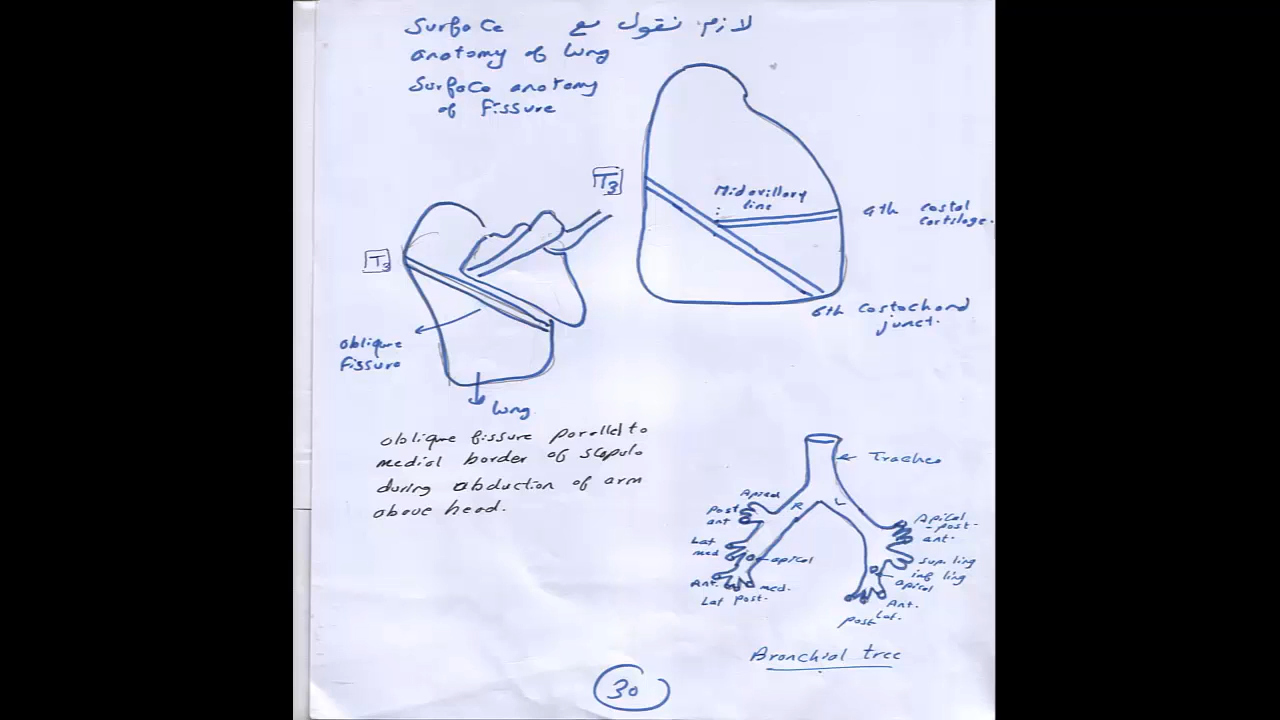 Surface لازم نقول مع
anatomy of lung
Surface anatomy
of fissure
T3
Midaxillary
line
4th costal
cartilage.
6th costochond
junct.
T3
oblique
fissure
lung
oblique fissure parallel to
medial border of scapula
during abduction of arm
above head.
Trachea
R L
Apical
Post
ant
Lat
med
apical
Ant.
med.
Lat Post.
Apical
-post-
ant.
sup. ling
inf ling
apical
Ant.
Lat.
post
Bronchial tree
30